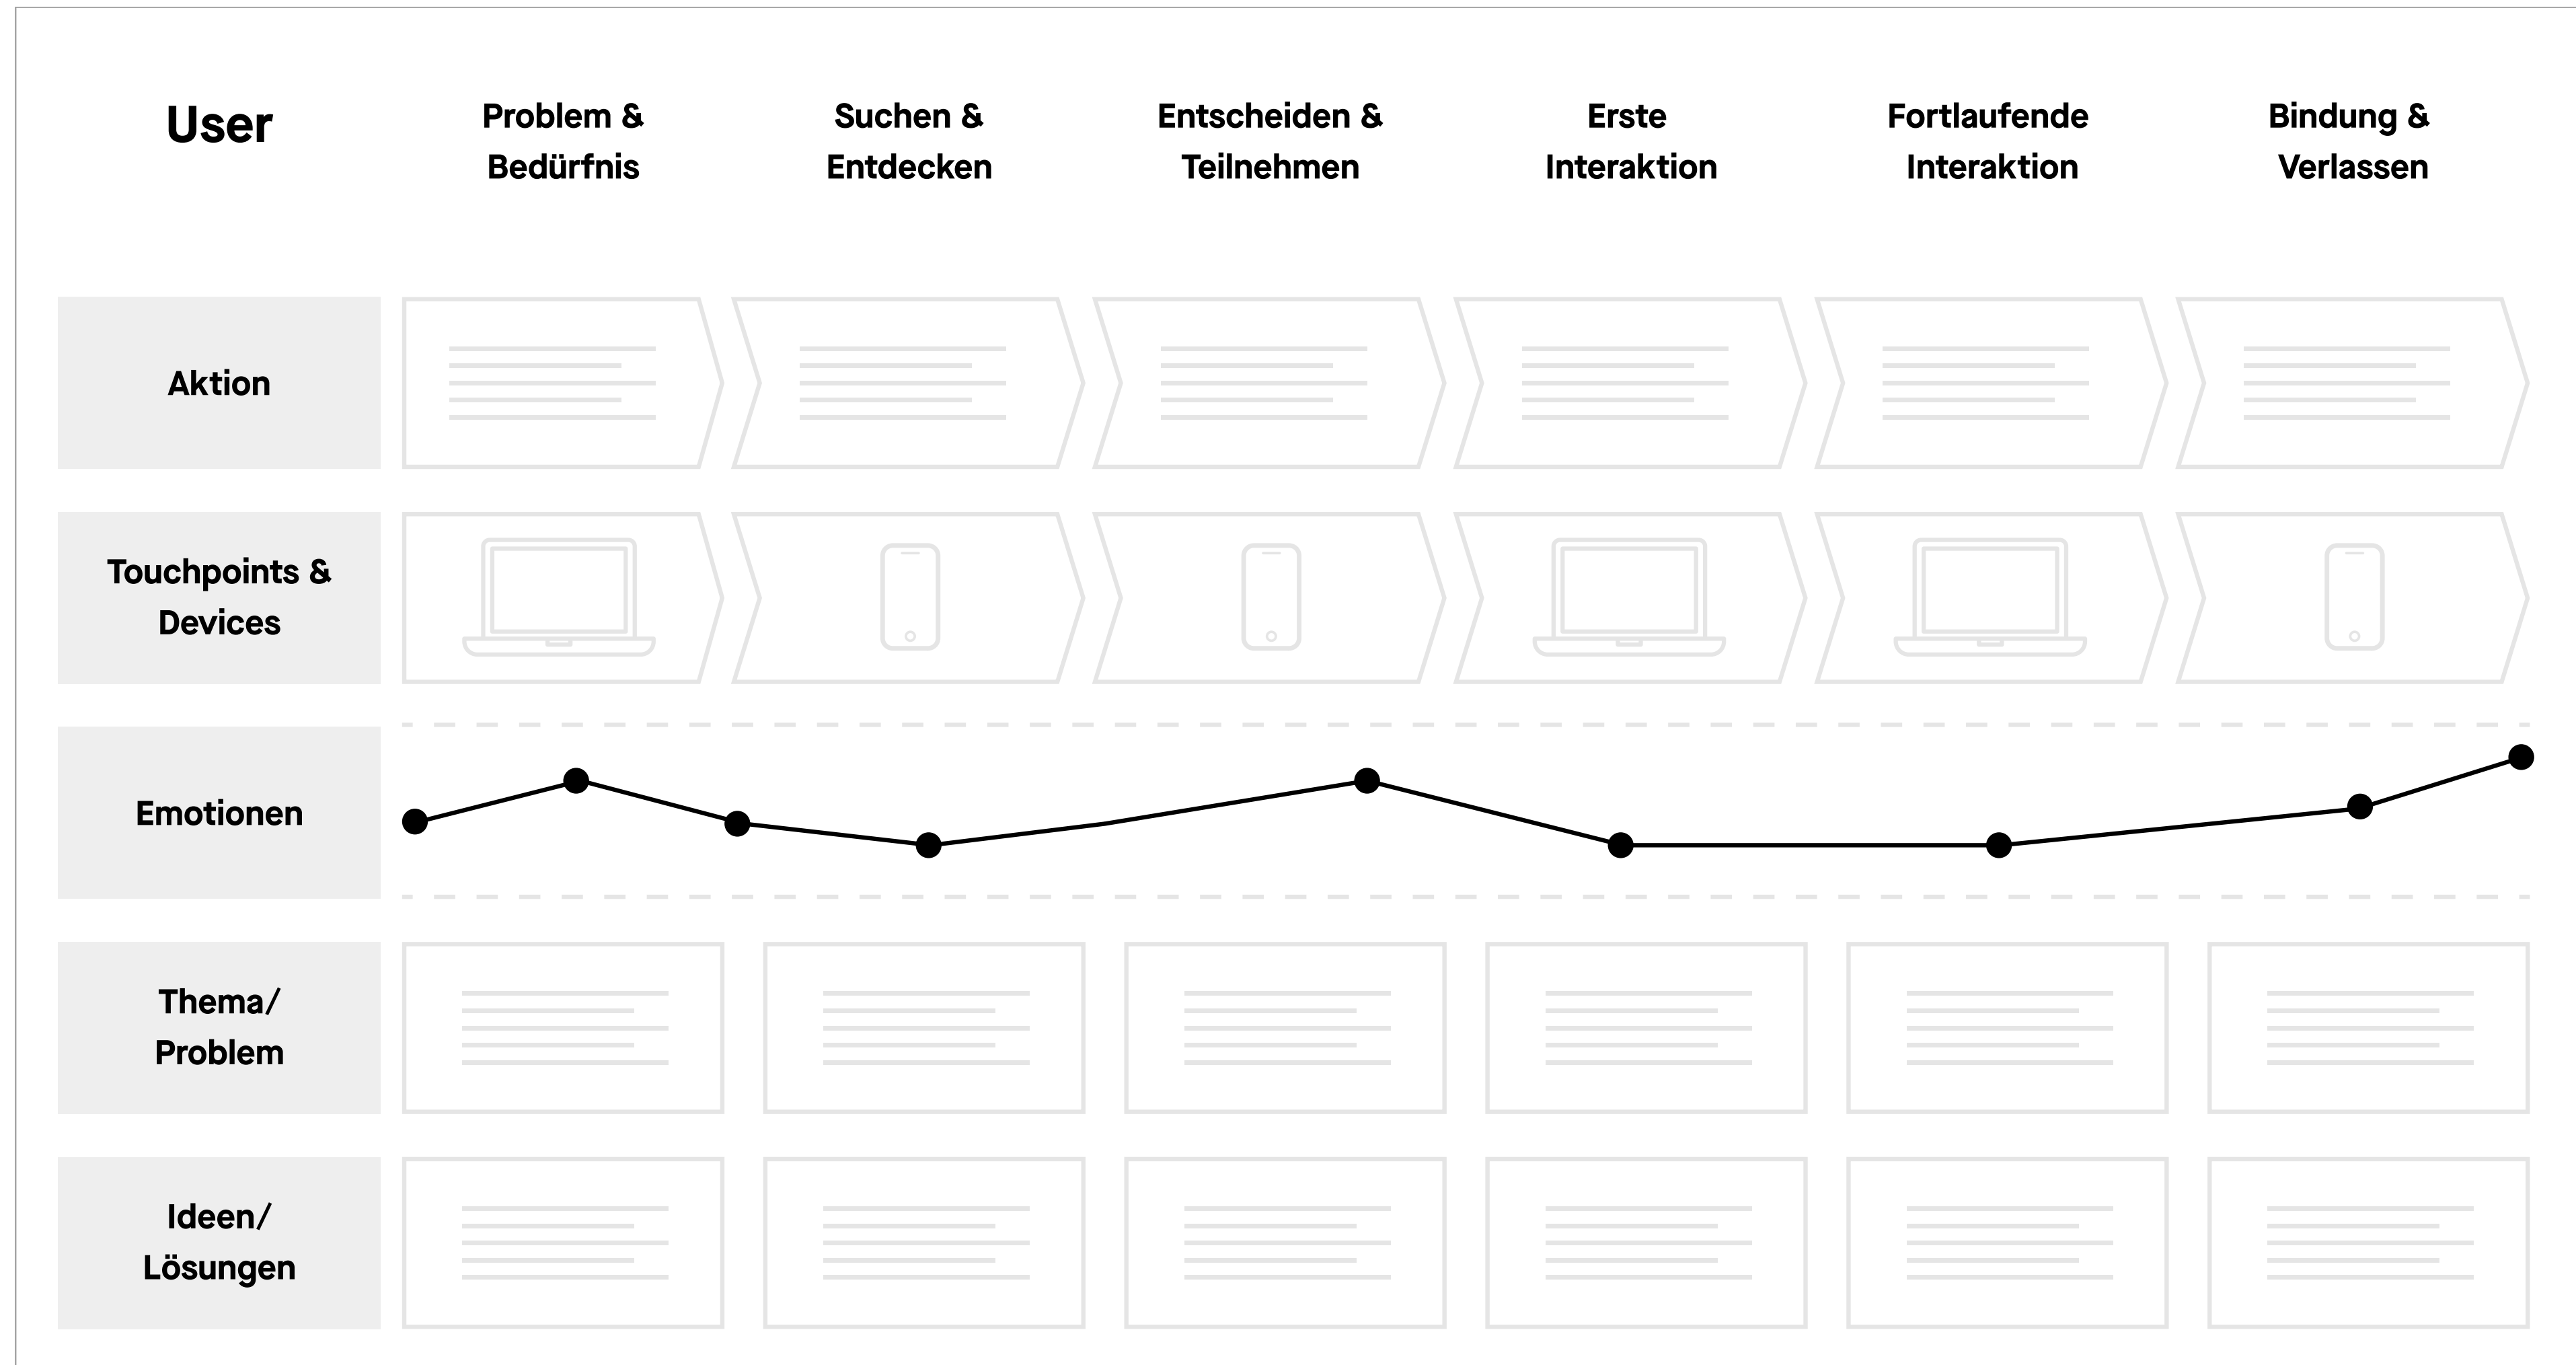 User
Problem &
Bedürfnis
Suchen &
Entdecken
Entscheiden &
Teilnehmen
Erste
Interaktion
Fortlaufende
Interaktion
Bindung &
Verlassen
Aktion
Touchpoints &
Devices
Emotionen
Thema/
Problem
Ideen/
Lösungen